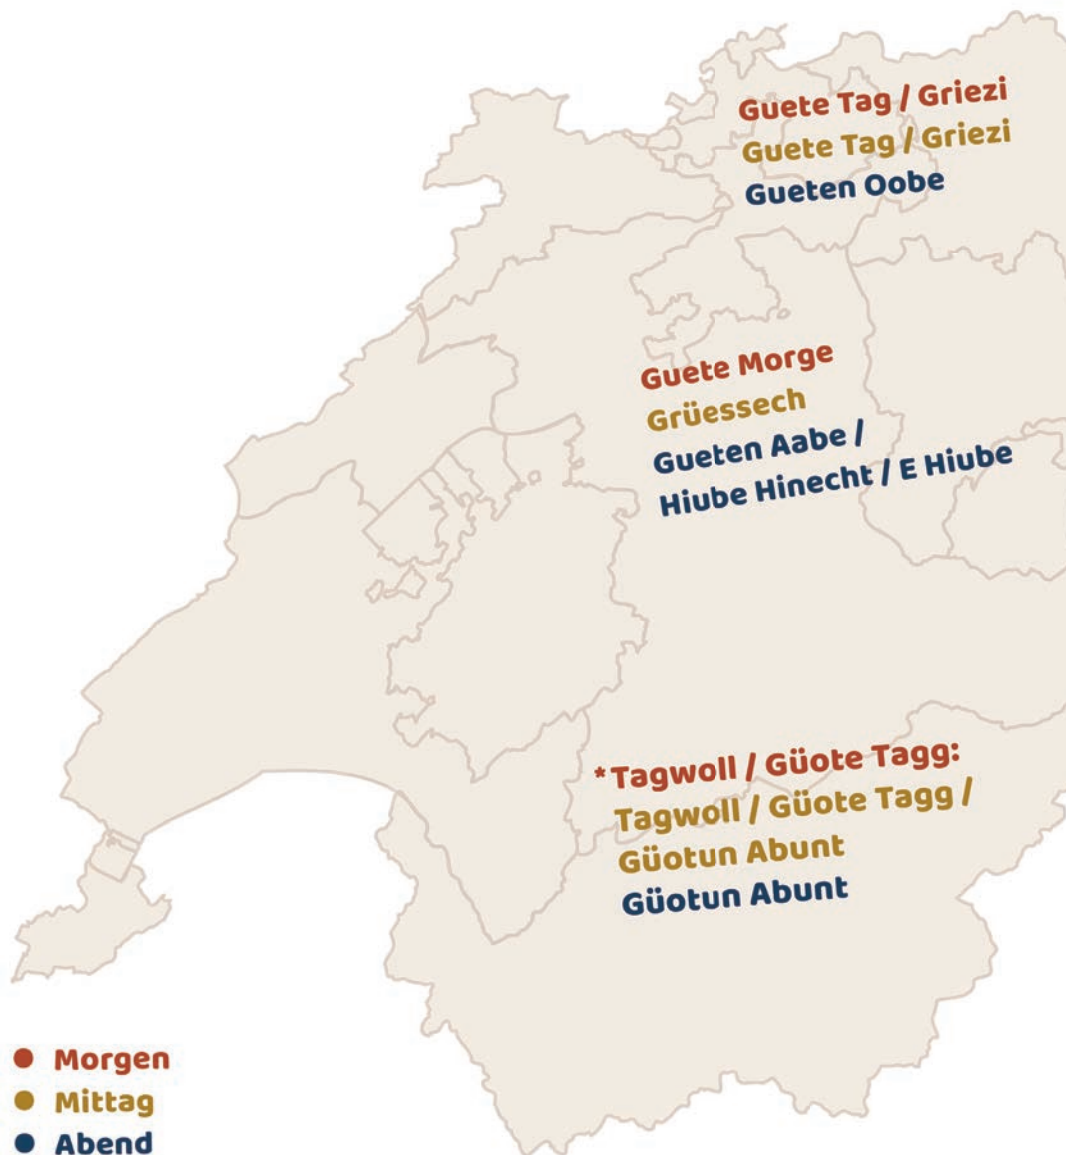 Guete Tag / Griezi
Guete Tag / Griezi
Gueten Oobe
Guete Morge
Grüessech
Gueten Aabe /
Hiube Hinecht / E Hiube
*Tagwoll / Güote Tagg:
Tagwoll / Güote Tagg /
Güotun Abunt
Güotun Abunt
Morgen
Mittag
Abend